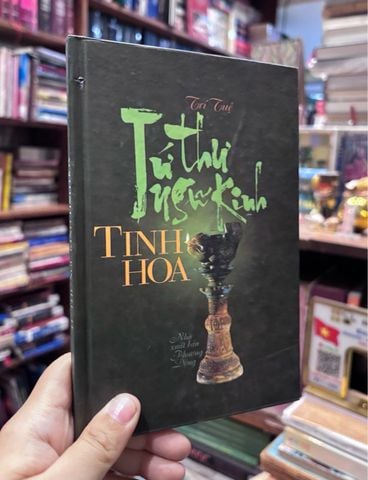 Trí Tuệ
Tứ thư
ngũ kinh
TINH
HOA
Nhà
xuất bản
Phương
Đông